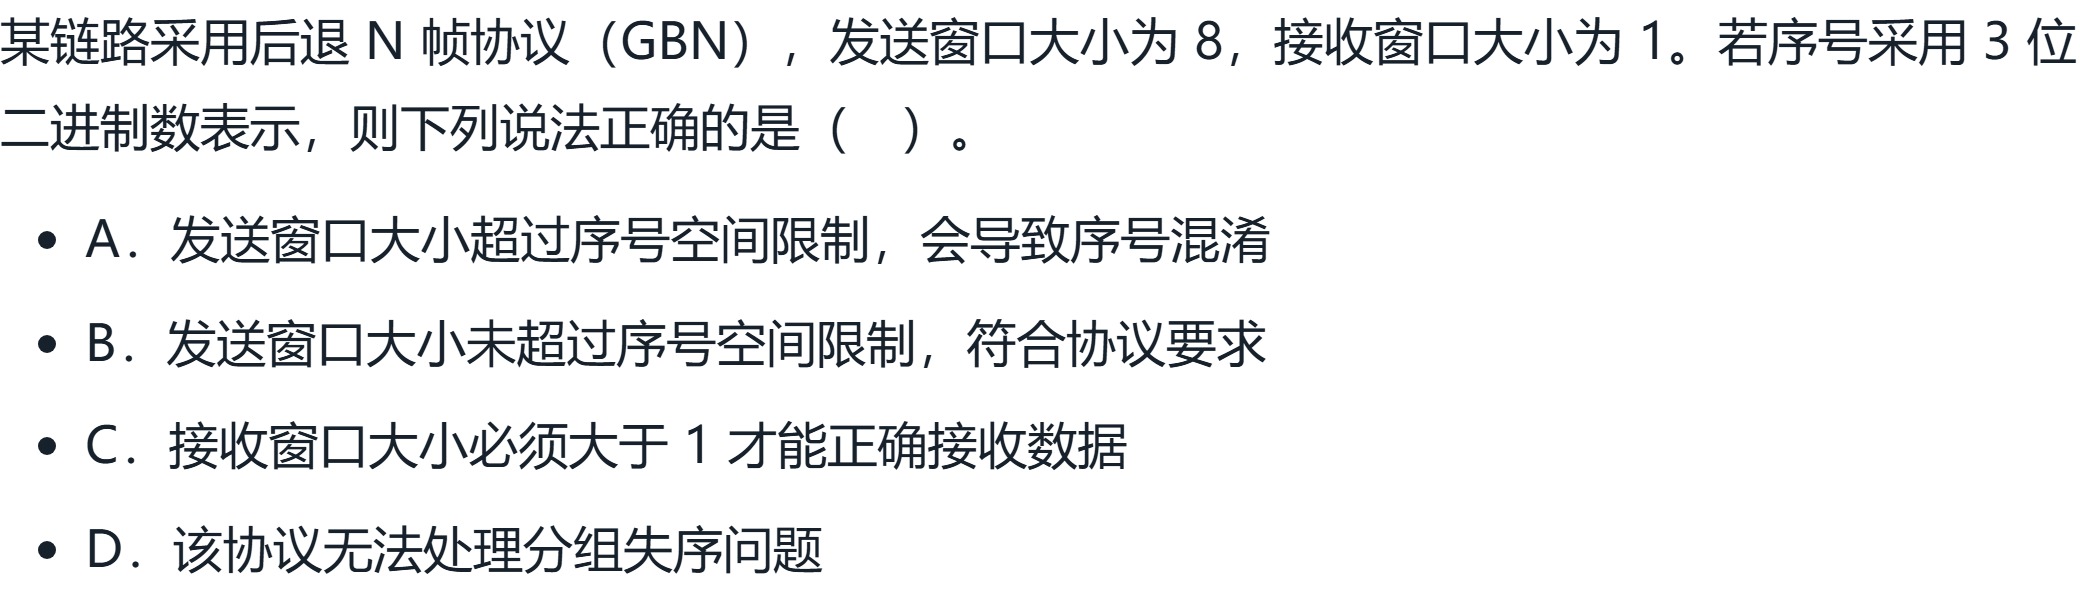 某链路采用后退 N 帧协议（GBN），发送窗口大小为 8，接收窗口大小为 1。若序号采用 3 位
二进制数表示，则下列说法正确的是（　）。
• A．发送窗口大小超过序号空间限制，会导致序号混淆
• B．发送窗口大小未超过序号空间限制，符合协议要求
• C．接收窗口大小必须大于 1 才能正确接收数据
• D．该协议无法处理分组失序问题